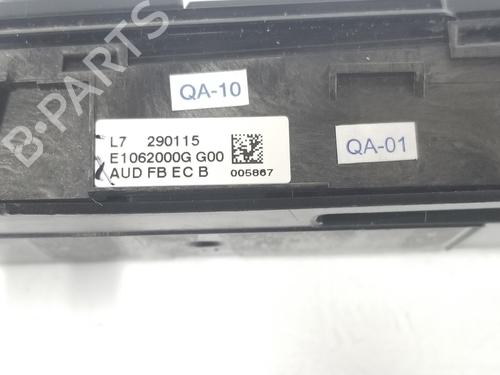 B-PARTS
QA-10
L7 290115
E1062000G G00
AUD FB EC B 005867
QA-01